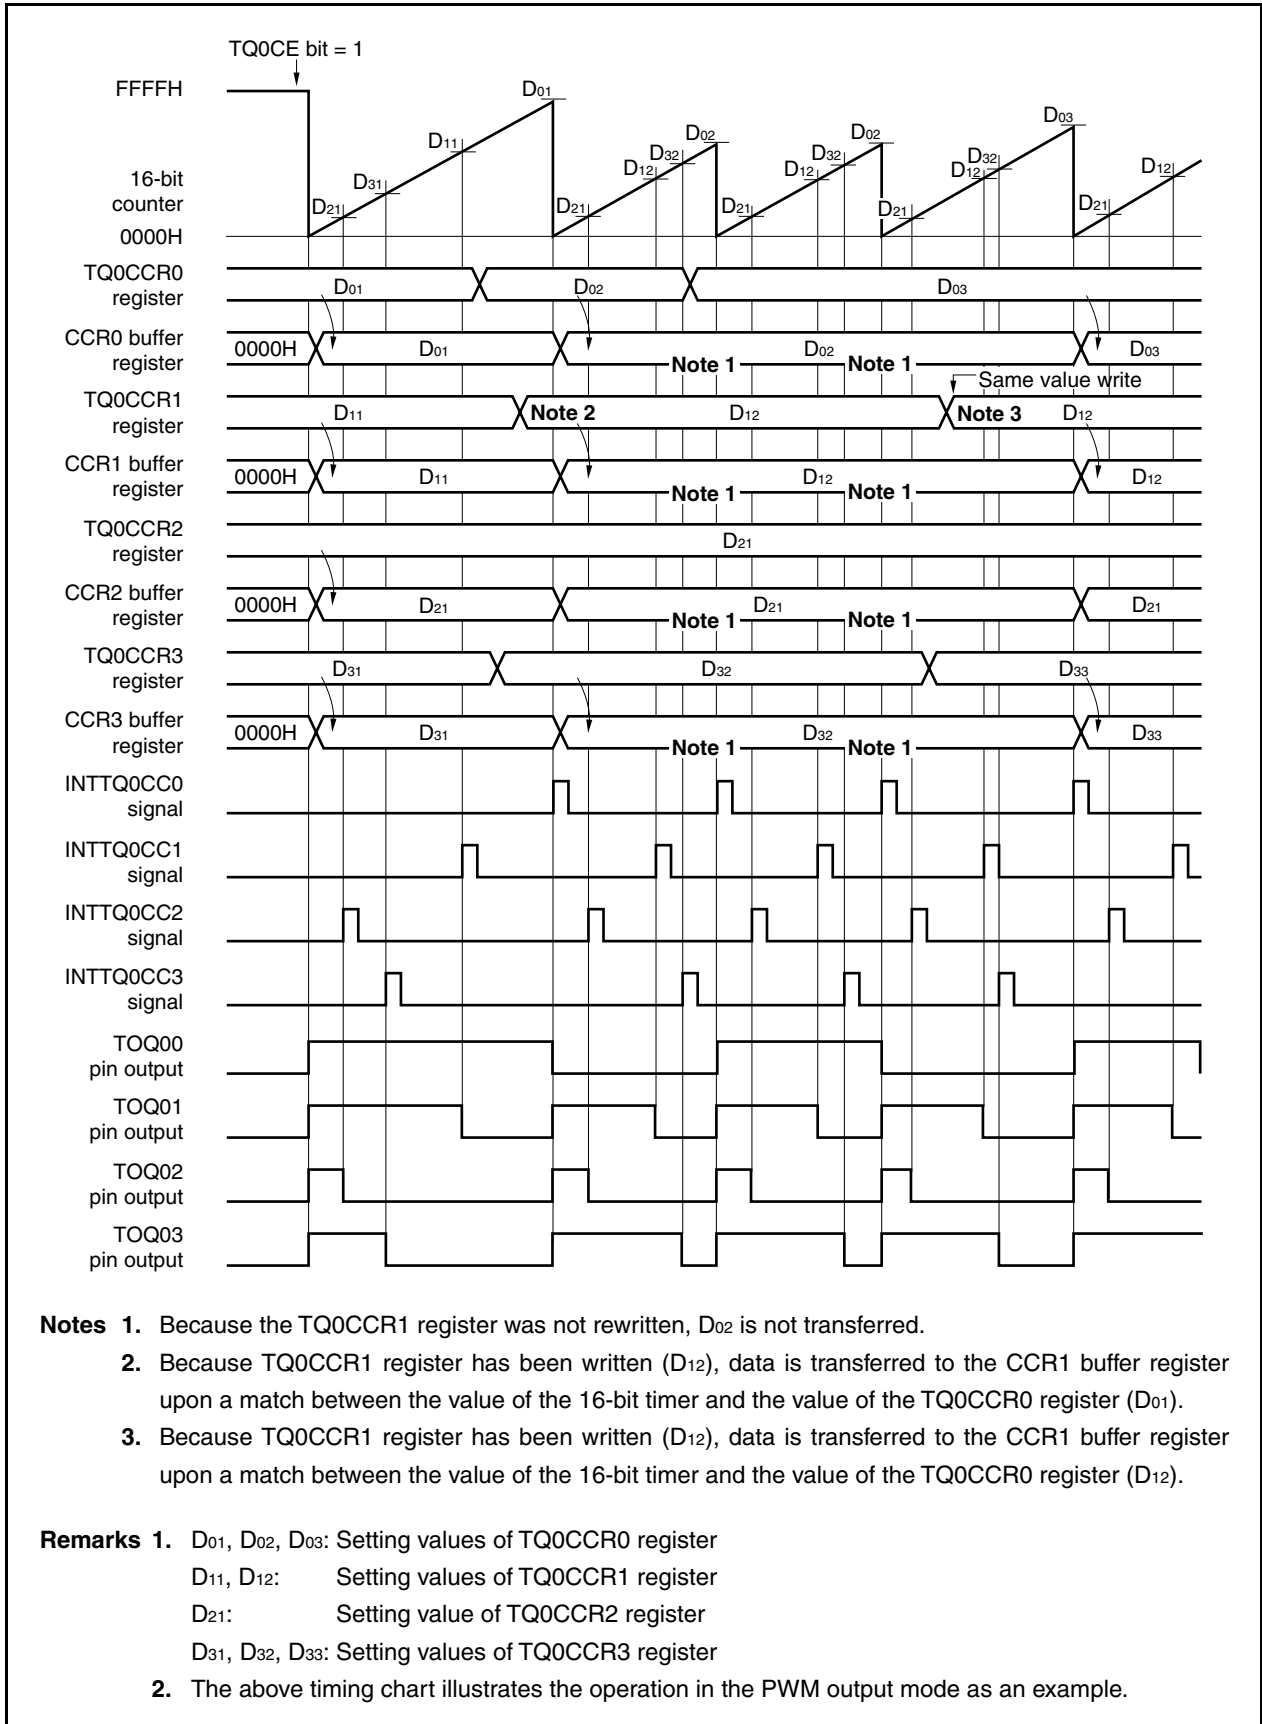 TQ0CE bit = 1
FFFFH
D01
D11
D31
D21
D02
D32
D12
D21
D02
D32
D12
D21
D03
D32
D12
D21
D12
D21
16-bit
counter
0000H
TQ0CCR0
register
D01 D02 D03
CCR0 buffer
register
0000H D01 D02 D03
Note 1 Note 1
Same value write
TQ0CCR1
register
D11 Note 2 D12 Note 3 D12
CCR1 buffer
register
0000H D11 D12 D12
Note 1 Note 1
TQ0CCR2
register
D21
CCR2 buffer
register
0000H D21 D21 D21
Note 1 Note 1
TQ0CCR3
register
D31 D32 D33
CCR3 buffer
register
0000H D31 D32 D33
Note 1 Note 1
INTTQ0CC0
signal
INTTQ0CC1
signal
INTTQ0CC2
signal
INTTQ0CC3
signal
TOQ00
pin output
TOQ01
pin output
TOQ02
pin output
TOQ03
pin output
Notes 1. Because the TQ0CCR1 register was not rewritten, D02 is not transferred.
2. Because TQ0CCR1 register has been written (D12), data is transferred to the CCR1 buffer register
upon a match between the value of the 16-bit timer and the value of the TQ0CCR0 register (D01).
3. Because TQ0CCR1 register has been written (D12), data is transferred to the CCR1 buffer register
upon a match between the value of the 16-bit timer and the value of the TQ0CCR0 register (D12).
Remarks 1. D01, D02, D03: Setting values of TQ0CCR0 register
D11, D12: Setting values of TQ0CCR1 register
D21: Setting value of TQ0CCR2 register
D31, D32, D33: Setting values of TQ0CCR3 register
2. The above timing chart illustrates the operation in the PWM output mode as an example.